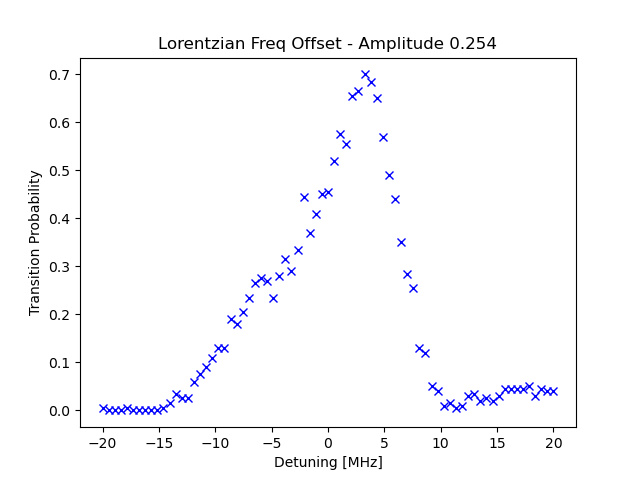 Lorentzian Freq Offset - Amplitude 0.254
Transition Probability
0.7
0.6
0.5
0.4
0.3
0.2
0.1
0.0
−20 −15 −10 −5 0 5 10 15 20
Detuning [MHz]